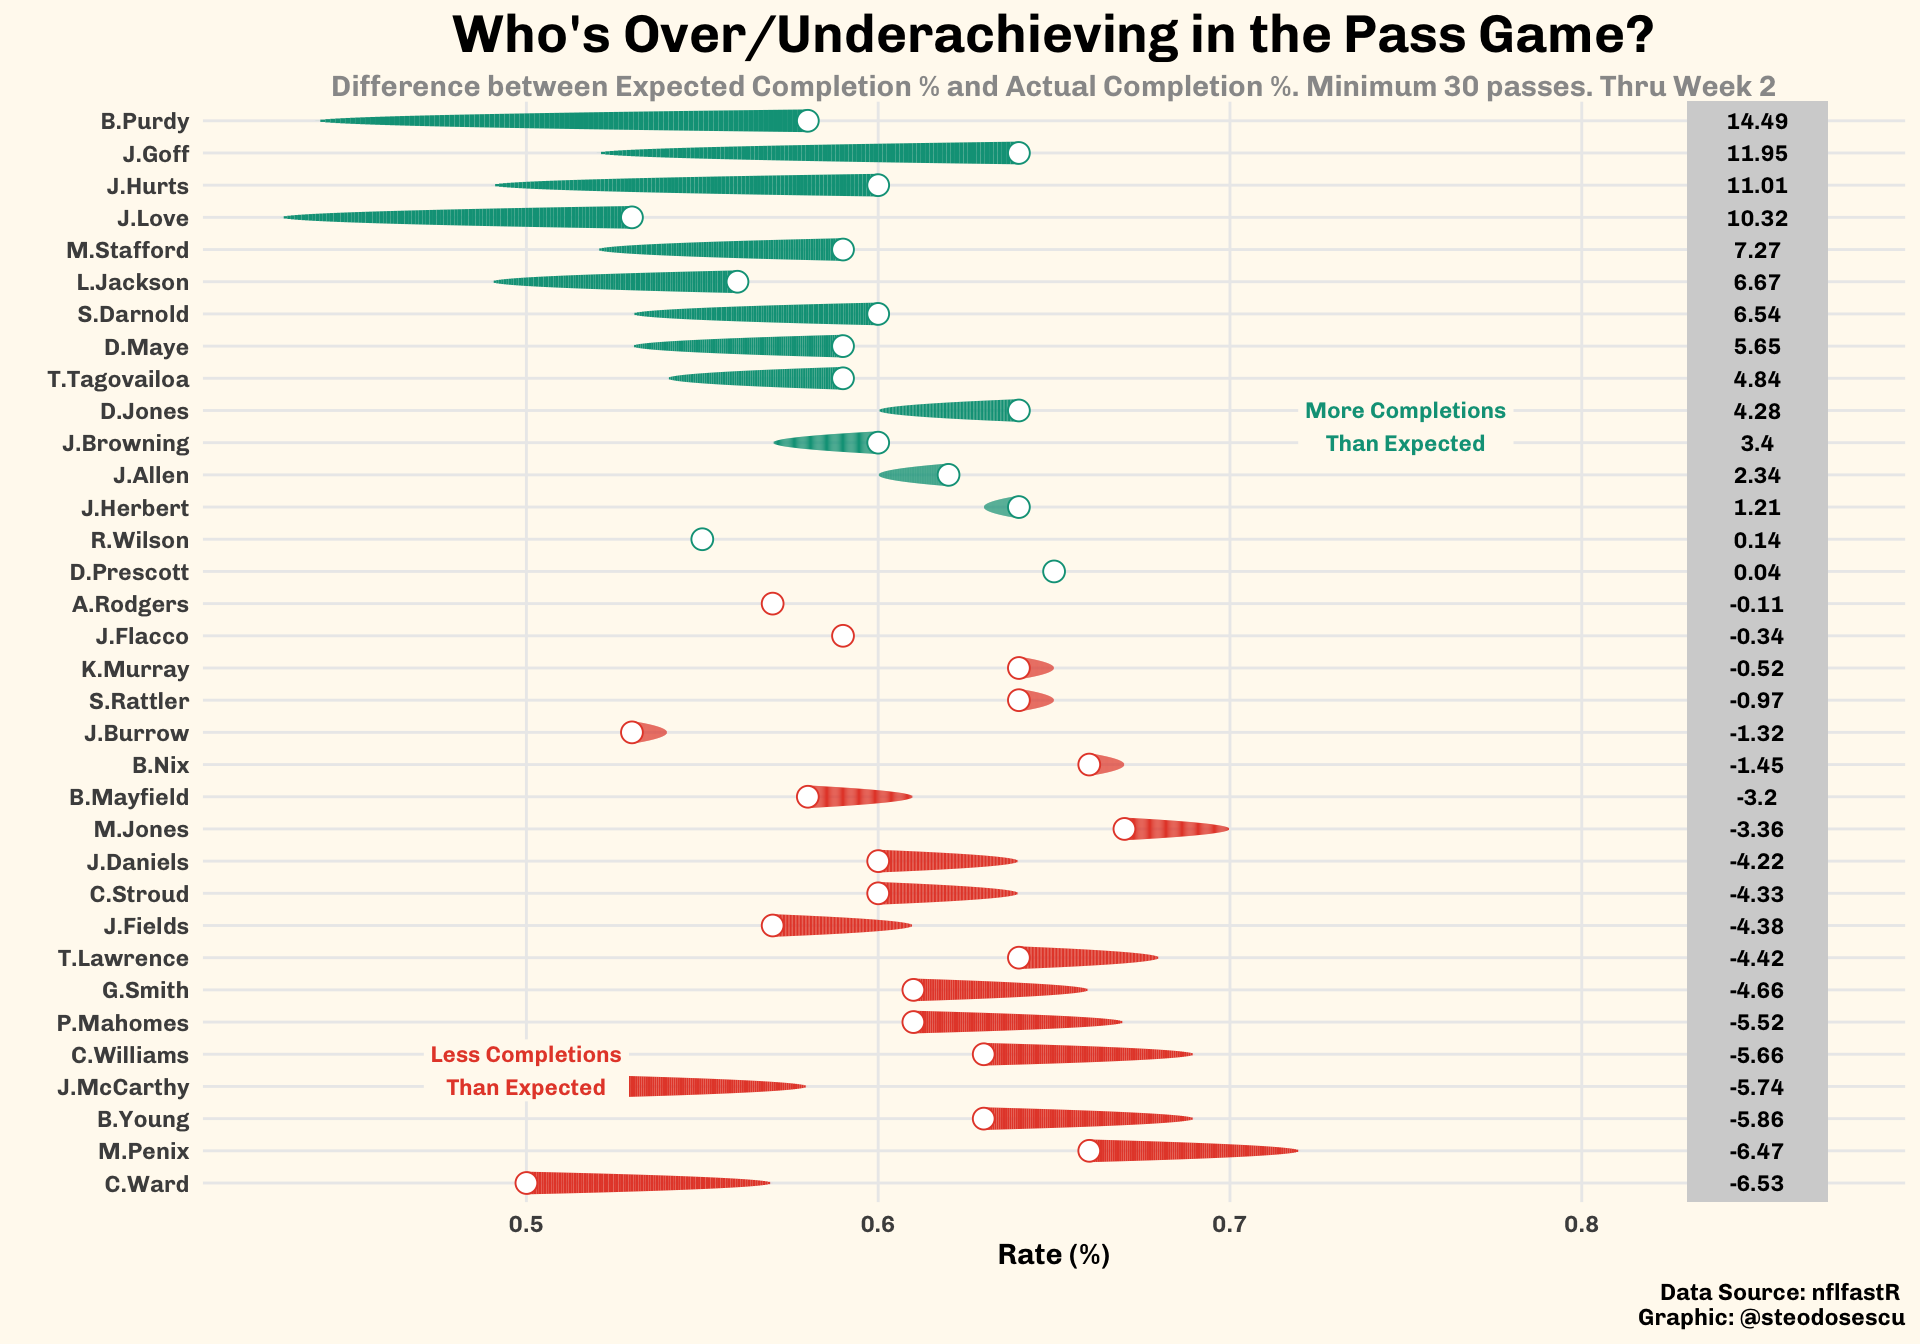 Who's Over/Underachieving in the Pass Game?
Difference between Expected Completion % and Actual Completion %. Minimum 30 passes. Thru Week 2
B.Purdy 14.49
J.Goff 11.95
J.Hurts 11.01
J.Love 10.32
M.Stafford 7.27
L.Jackson 6.67
S.Darnold 6.54
D.Maye 5.65
T.Tagovailoa 4.84
D.Jones More Completions 4.28
J.Browning Than Expected 3.4
J.Allen 2.34
J.Herbert 1.21
R.Wilson 0.14
D.Prescott 0.04
A.Rodgers -0.11
J.Flacco -0.34
K.Murray -0.52
S.Rattler -0.97
J.Burrow -1.32
B.Nix -1.45
B.Mayfield -3.2
M.Jones -3.36
J.Daniels -4.22
C.Stroud -4.33
J.Fields -4.38
T.Lawrence -4.42
G.Smith -4.66
P.Mahomes -5.52
C.Williams Less Completions -5.66
J.McCarthy Than Expected -5.74
B.Young -5.86
M.Penix -6.47
C.Ward -6.53
0.5 0.6 0.7 0.8
Rate (%)
Data Source: nflfastR
Graphic: @steodosescu